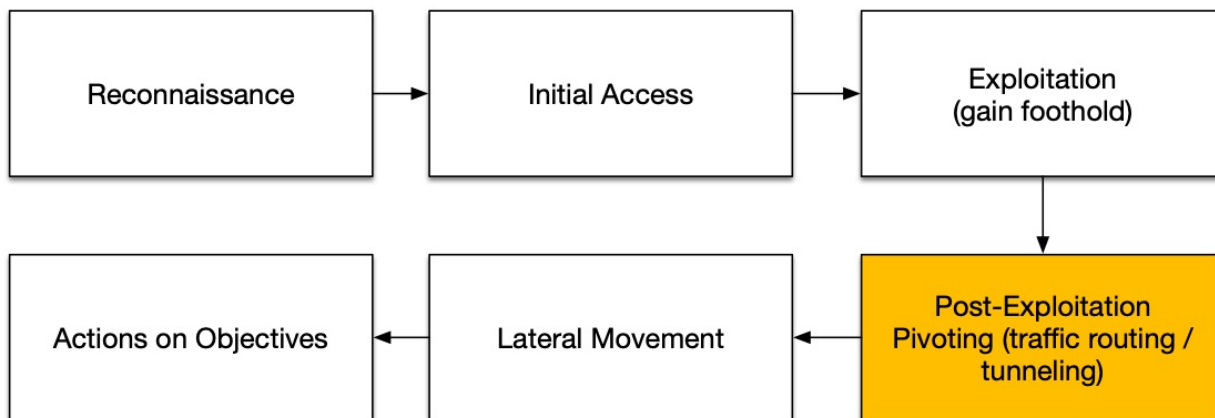 Reconnaissance
Initial Access
Exploitation
(gain foothold)
Post-Exploitation
Pivoting (traffic routing /
tunneling)
Lateral Movement
Actions on Objectives